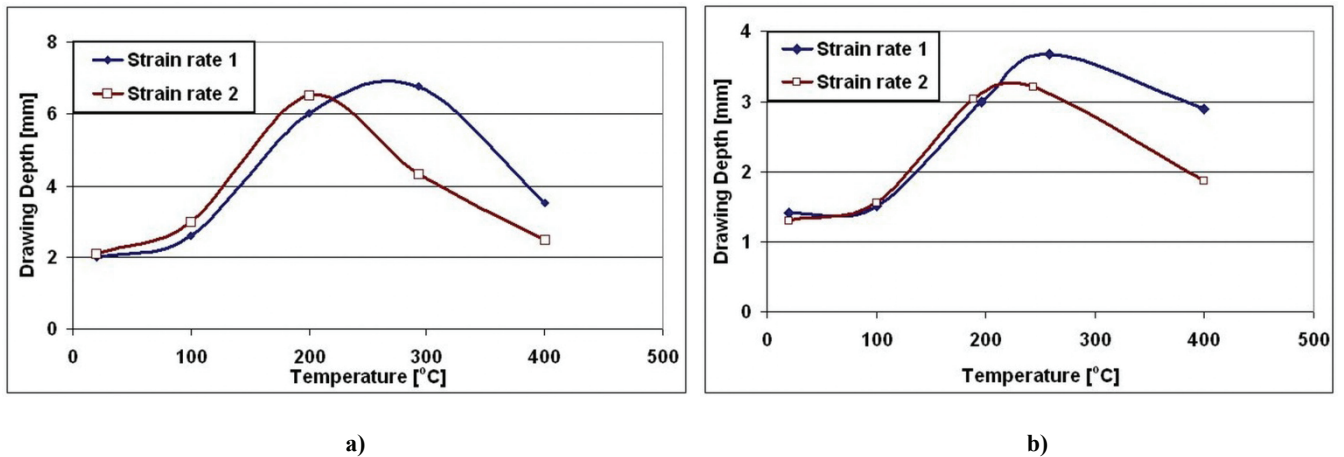 Strain rate 1
Strain rate 2
Drawing Depth [mm]
8
6
4
2
0
0 100 200 300 400 500
Temperature [°C]
a)
Strain rate 1
Strain rate 2
Drawing Depth [mm]
4
3
2
1
0
0 100 200 300 400 500
Temperature [°C]
b)